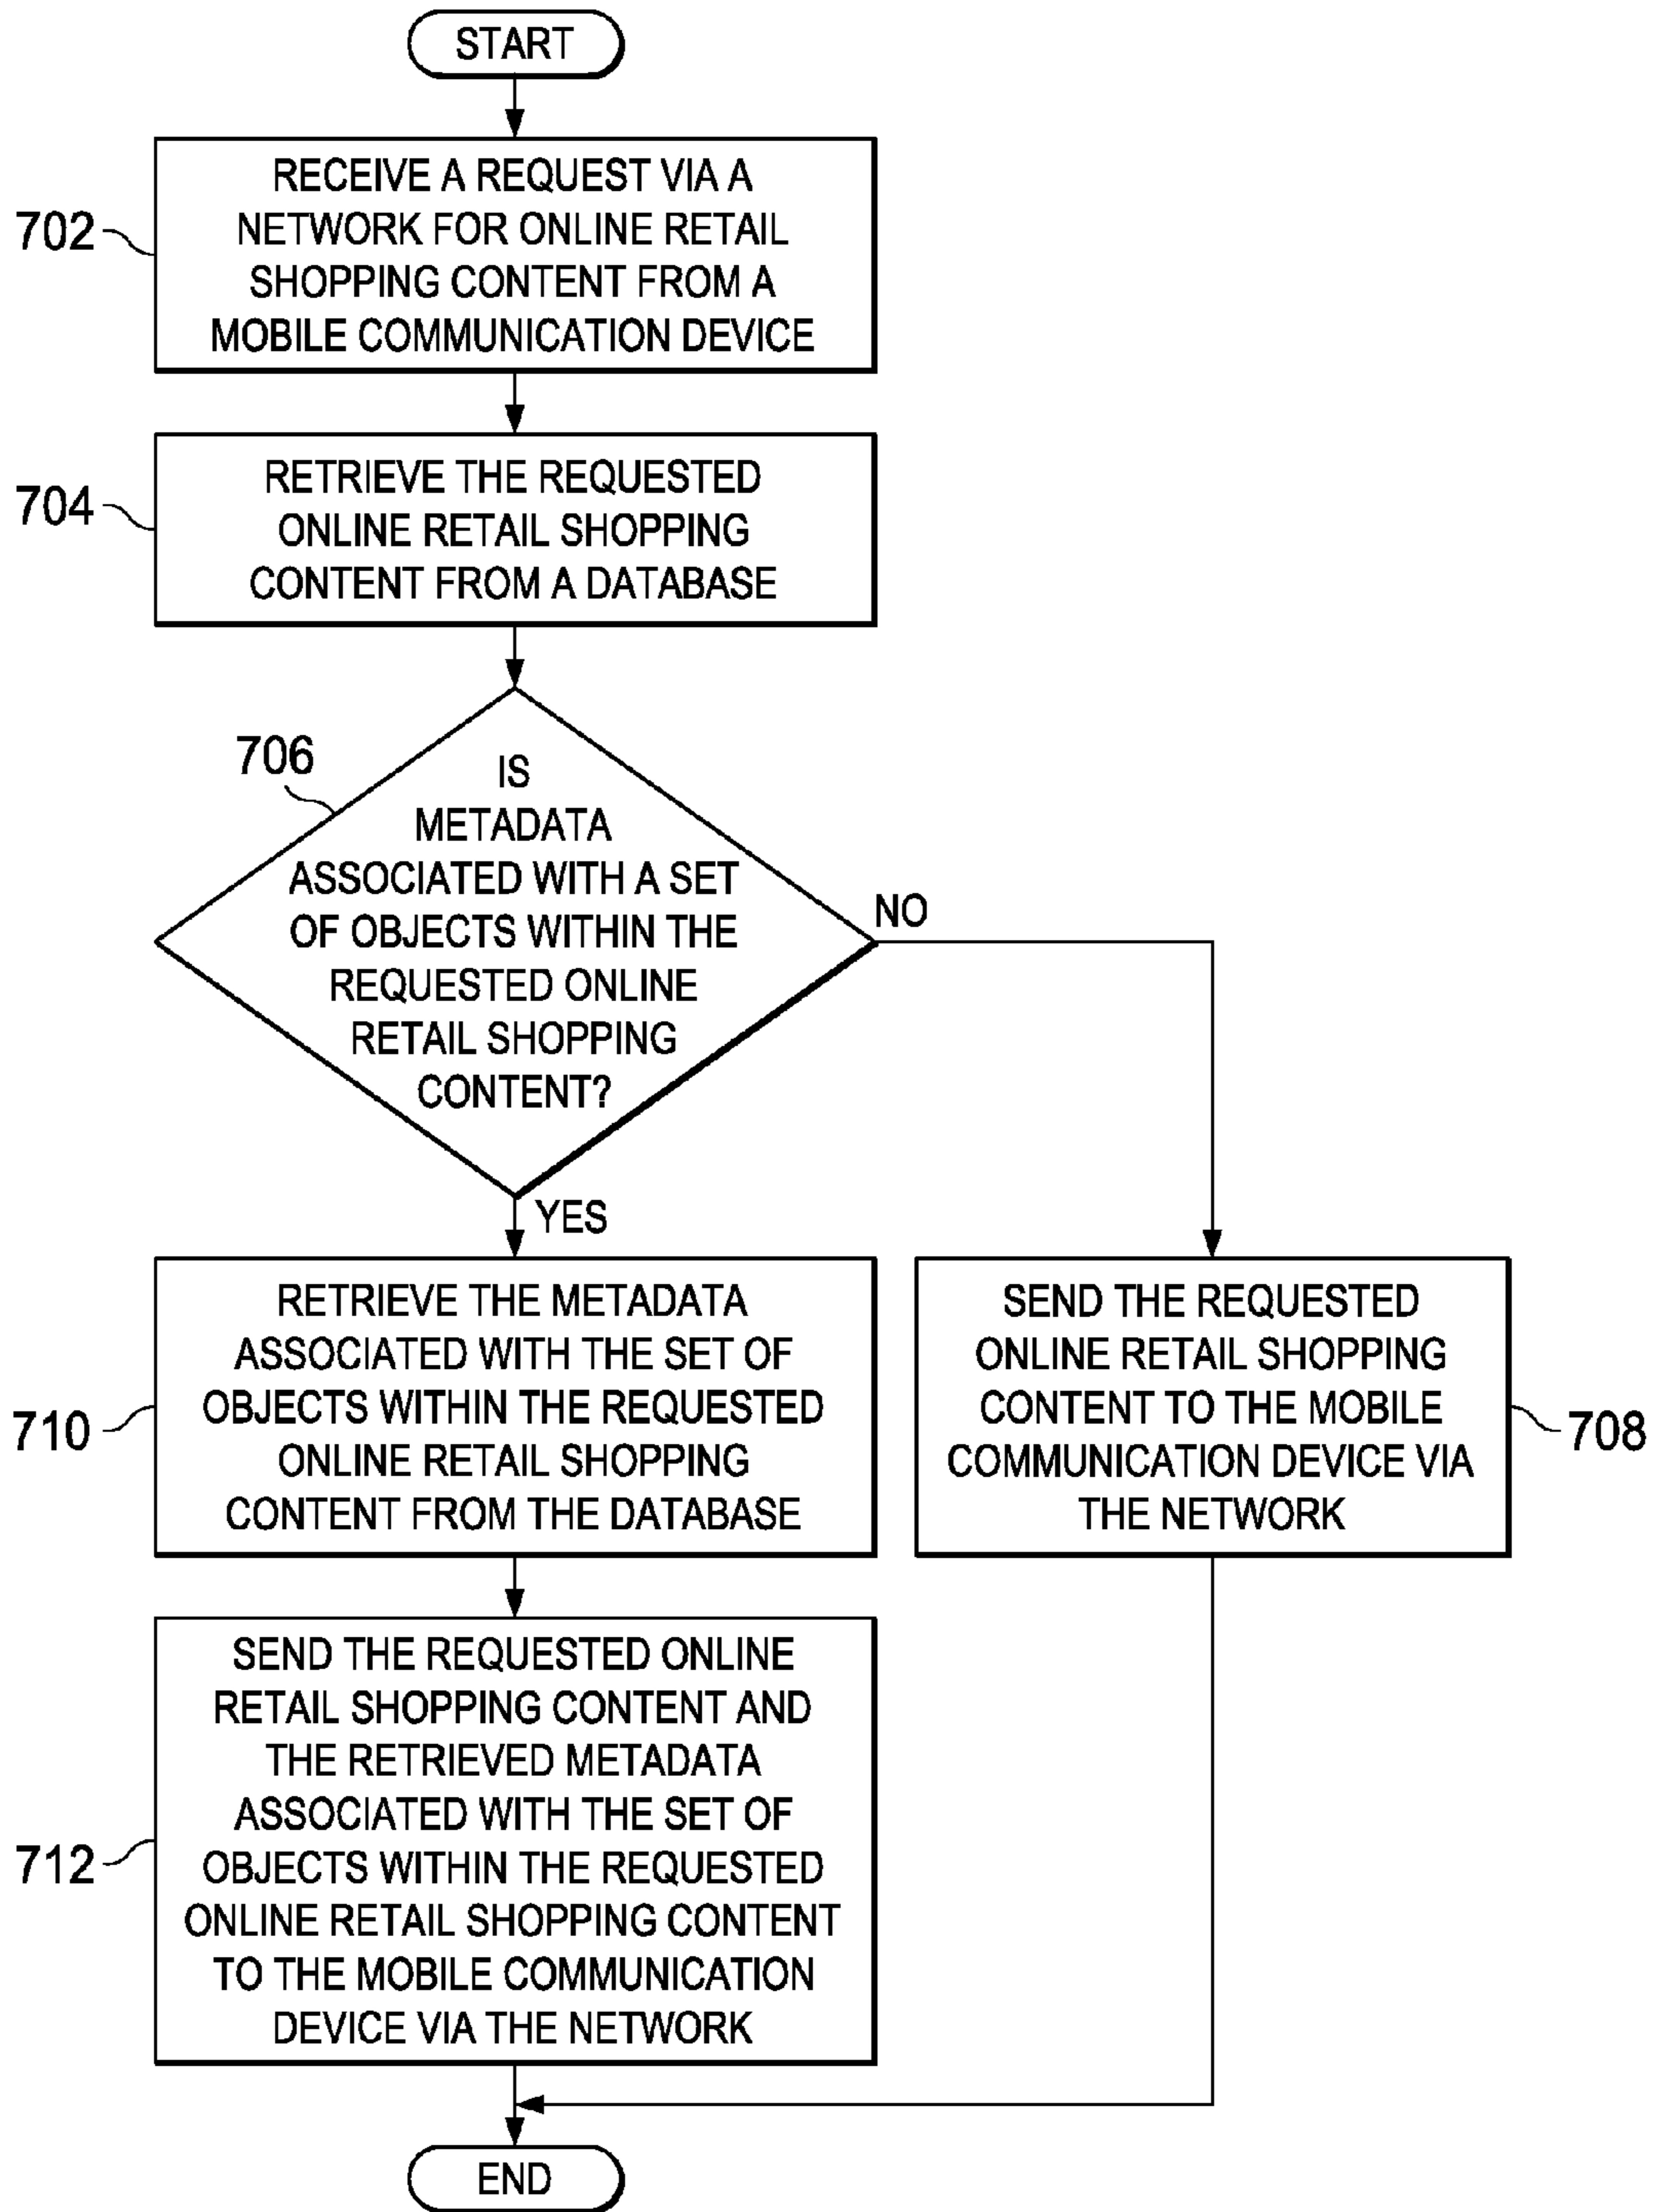 START
702
RECEIVE A REQUEST VIA A
NETWORK FOR ONLINE RETAIL
SHOPPING CONTENT FROM A
MOBILE COMMUNICATION DEVICE
704
RETRIEVE THE REQUESTED
ONLINE RETAIL SHOPPING
CONTENT FROM A DATABASE
706
IS
METADATA
ASSOCIATED WITH A SET
OF OBJECTS WITHIN THE
REQUESTED ONLINE
RETAIL SHOPPING
CONTENT?
NO
YES
710
RETRIEVE THE METADATA
ASSOCIATED WITH THE SET OF
OBJECTS WITHIN THE REQUESTED
ONLINE RETAIL SHOPPING
CONTENT FROM THE DATABASE
SEND THE REQUESTED
ONLINE RETAIL SHOPPING
CONTENT TO THE MOBILE
COMMUNICATION DEVICE VIA
THE NETWORK
708
712
SEND THE REQUESTED ONLINE
RETAIL SHOPPING CONTENT AND
THE RETRIEVED METADATA
ASSOCIATED WITH THE SET OF
OBJECTS WITHIN THE REQUESTED
ONLINE RETAIL SHOPPING CONTENT
TO THE MOBILE COMMUNICATION
DEVICE VIA THE NETWORK
END